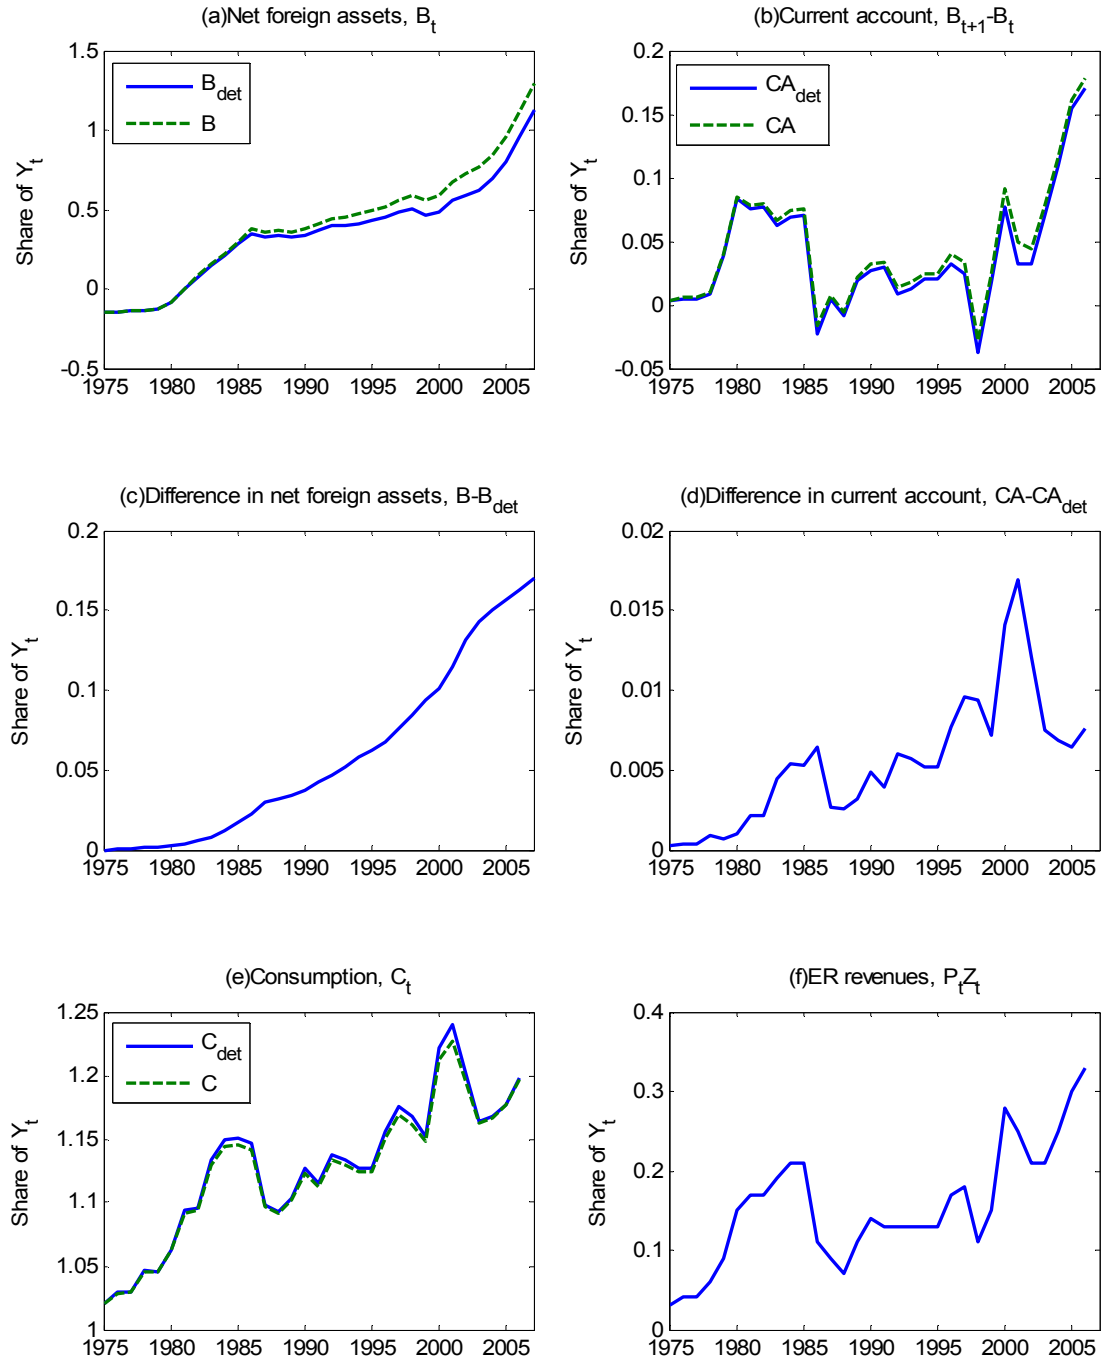 (a)Net foreign assets, B_t
1.5
1
0.5
0
-0.5
Share of Y_t
B_det
B
1975 1980 1985 1990 1995 2000 2005
(b)Current account, B_t+1-B_t
0.2
0.15
0.1
0.05
0
-0.05
Share of Y_t
CA_det
CA
1975 1980 1985 1990 1995 2000 2005
(c)Difference in net foreign assets, B-B_det
0.2
0.15
0.1
0.05
0
Share of Y_t
1975 1980 1985 1990 1995 2000 2005
(d)Difference in current account, CA-CA_det
0.02
0.015
0.01
0.005
0
Share of Y_t
1975 1980 1985 1990 1995 2000 2005
(e)Consumption, C_t
1.25
1.2
1.15
1.1
1.05
1
Share of Y_t
C_det
C
1975 1980 1985 1990 1995 2000 2005
(f)ER revenues, P_tZ_t
0.4
0.3
0.2
0.1
0
Share of Y_t
1975 1980 1985 1990 1995 2000 2005